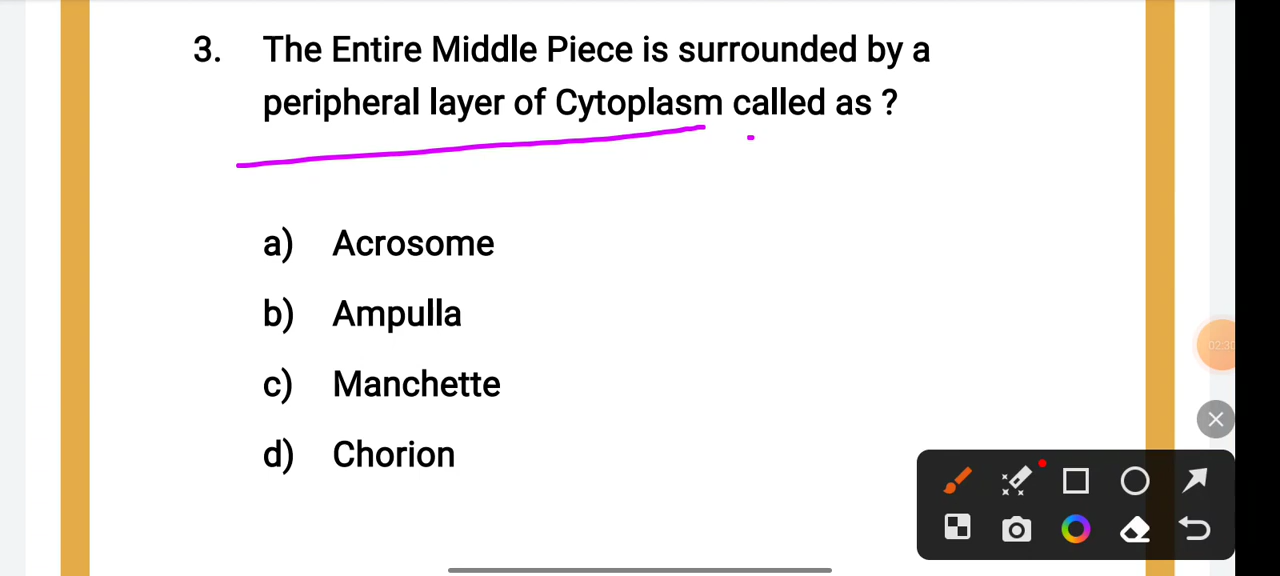 3. The Entire Middle Piece is surrounded by a
peripheral layer of Cytoplasm called as ?
a) Acrosome
b) Ampulla
c) Manchette
d) Chorion